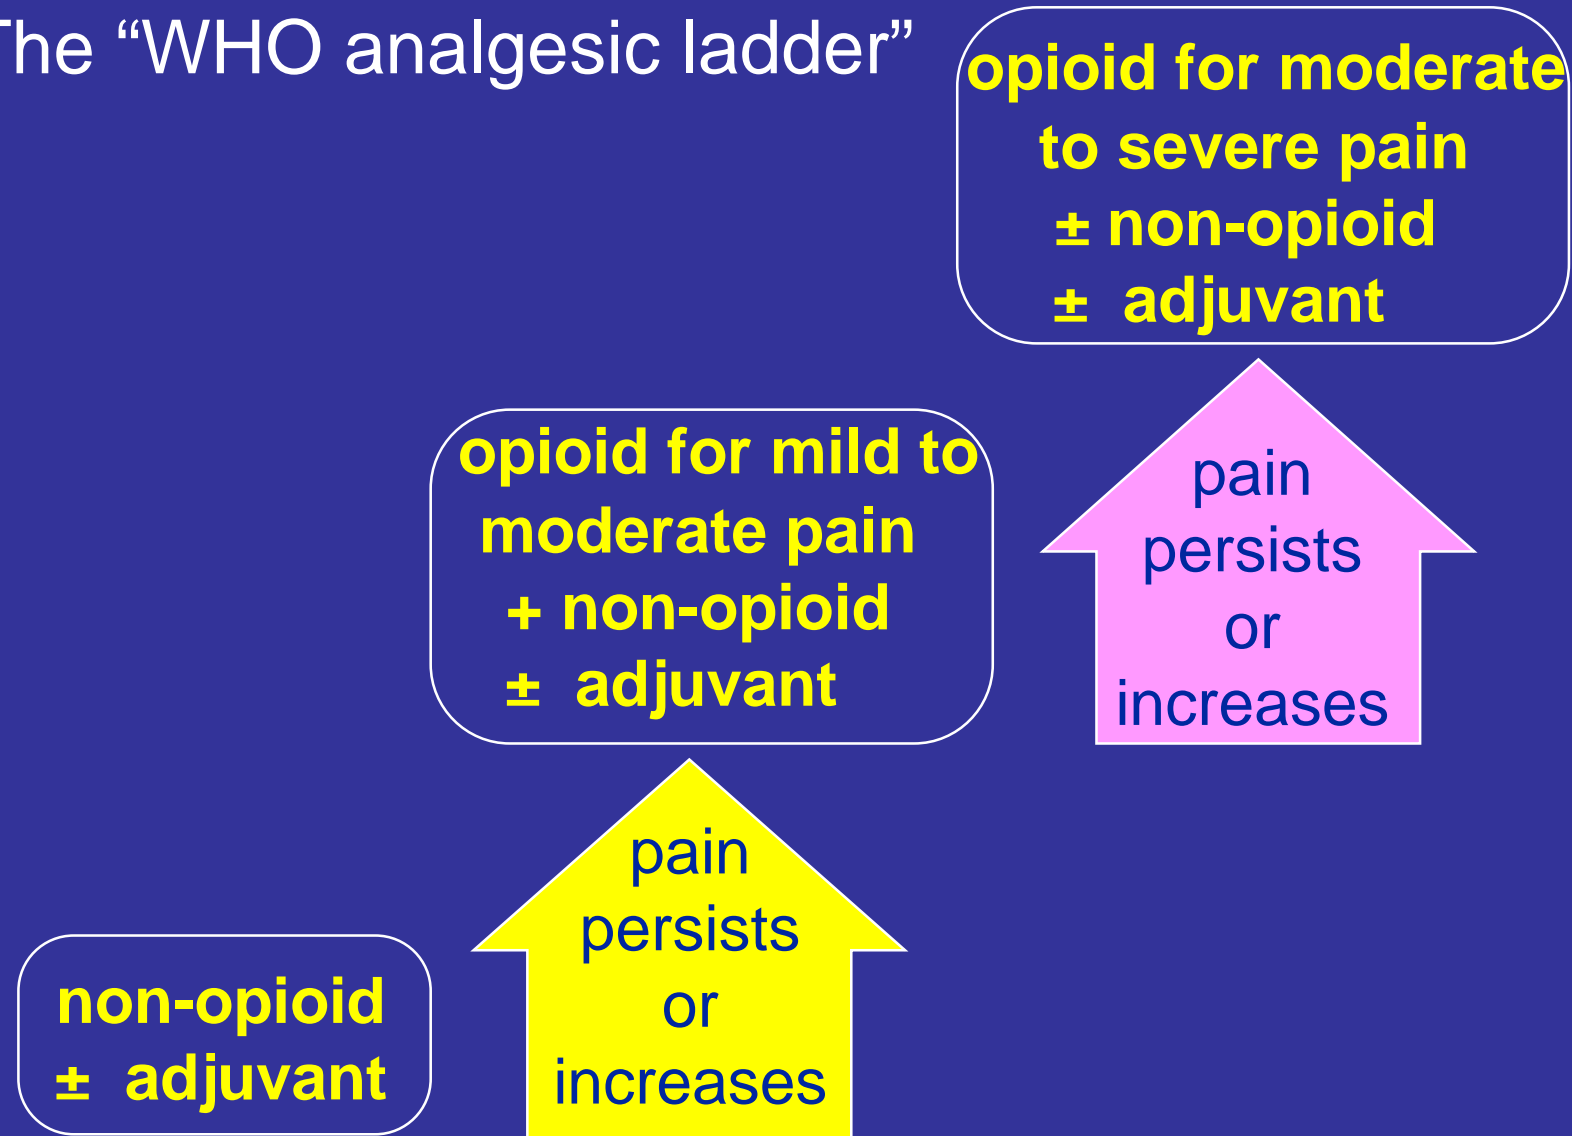 The “WHO analgesic ladder”
opioid for moderate
to severe pain
± non-opioid
± adjuvant
pain
persists
or
increases
opioid for mild to
moderate pain
+ non-opioid
± adjuvant
pain
persists
or
increases
non-opioid
± adjuvant